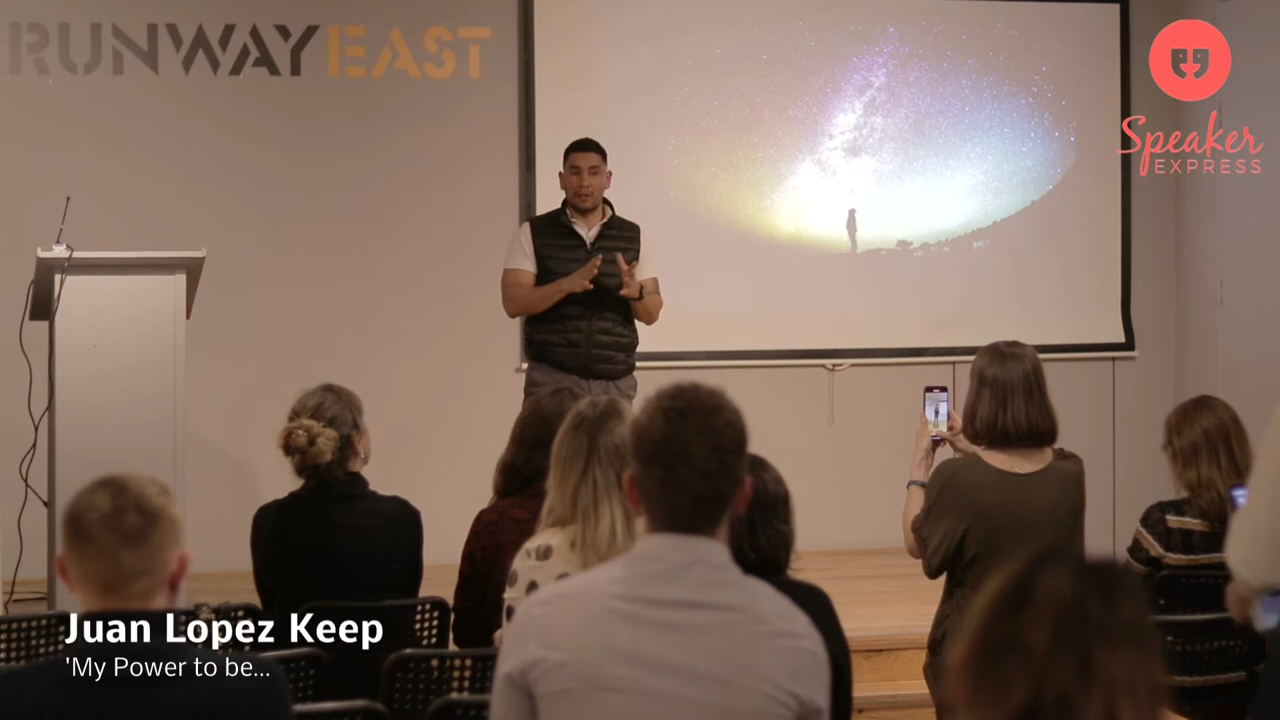 RUNWAY EAST
Speaker
EXPRESS
Juan Lopez Keep
'My Power to be...